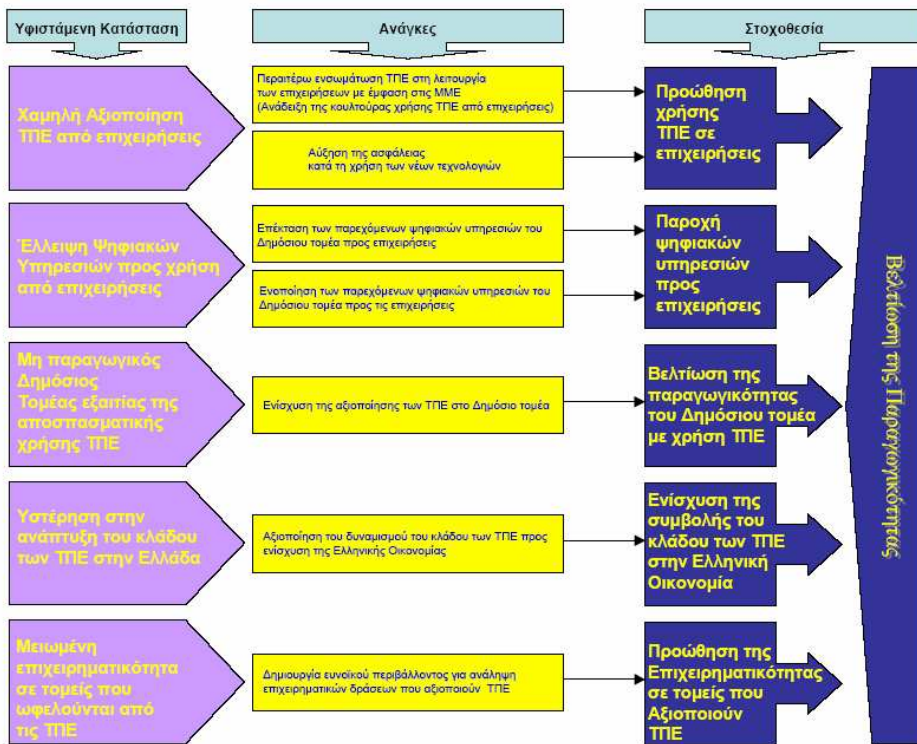 Υφιστάμενη Κατάσταση
Ανάγκες
Στοχοθεσία
Χαμηλή Αξιοποίηση
ΤΠΕ από επιχειρήσεις
Περαιτέρω ενσωμάτωση ΤΠΕ στη λειτουργία
των επιχειρήσεων με έμφαση στις ΜΜΕ
(Ανάδειξη της κουλτούρας χρήσης ΤΠΕ από επιχειρήσεις)
Αύξηση της ασφάλειας
κατά τη χρήση των νέων τεχνολογιών
Προώθηση
χρήσης
ΤΠΕ σε
επιχειρήσεις
Έλλειψη Ψηφιακών
Υπηρεσιών προς χρήση
από επιχειρήσεις
Επέκταση των παρεχόμενων ψηφιακών υπηρεσιών του
Δημόσιου τομέα προς επιχειρήσεις
Ενοποίηση των παρεχόμενων ψηφιακών υπηρεσιών του
Δημόσιου τομέα προς τις επιχειρήσεις
Παροχή
ψηφιακών
υπηρεσιών
προς
επιχειρήσεις
Μη παραγωγικός
Δημόσιος
Τομέας εξαιτίας της
αποσπασματικής
χρήσης ΤΠΕ
Ενίσχυση της αξιοποίησης των ΤΠΕ στο Δημόσιο τομέα
Βελτίωση της
παραγωγικότητας
του Δημόσιου τομέα
με χρήση ΤΠΕ
Υστέρηση στην
ανάπτυξη του κλάδου
των ΤΠΕ στην Ελλάδα
Αξιοποίηση του δυναμισμού του κλάδου των ΤΠΕ προς
ενίσχυση της Ελληνικής Οικονομίας
Ενίσχυση της
συμβολής του
κλάδου των ΤΠΕ
στην Ελληνική
Οικονομία
Μειωμένη
επιχειρηματικότητα
σε τομείς που
ωφελούνται από
τις ΤΠΕ
Δημιουργία ευνοϊκού περιβάλλοντος για ανάληψη
επιχειρηματικών δράσεων που αξιοποιούν ΤΠΕ
Προώθηση της
Επιχειρηματικότητας
σε τομείς που
Αξιοποιούν
ΤΠΕ
Βελτίωση της Παραγωγικότητας